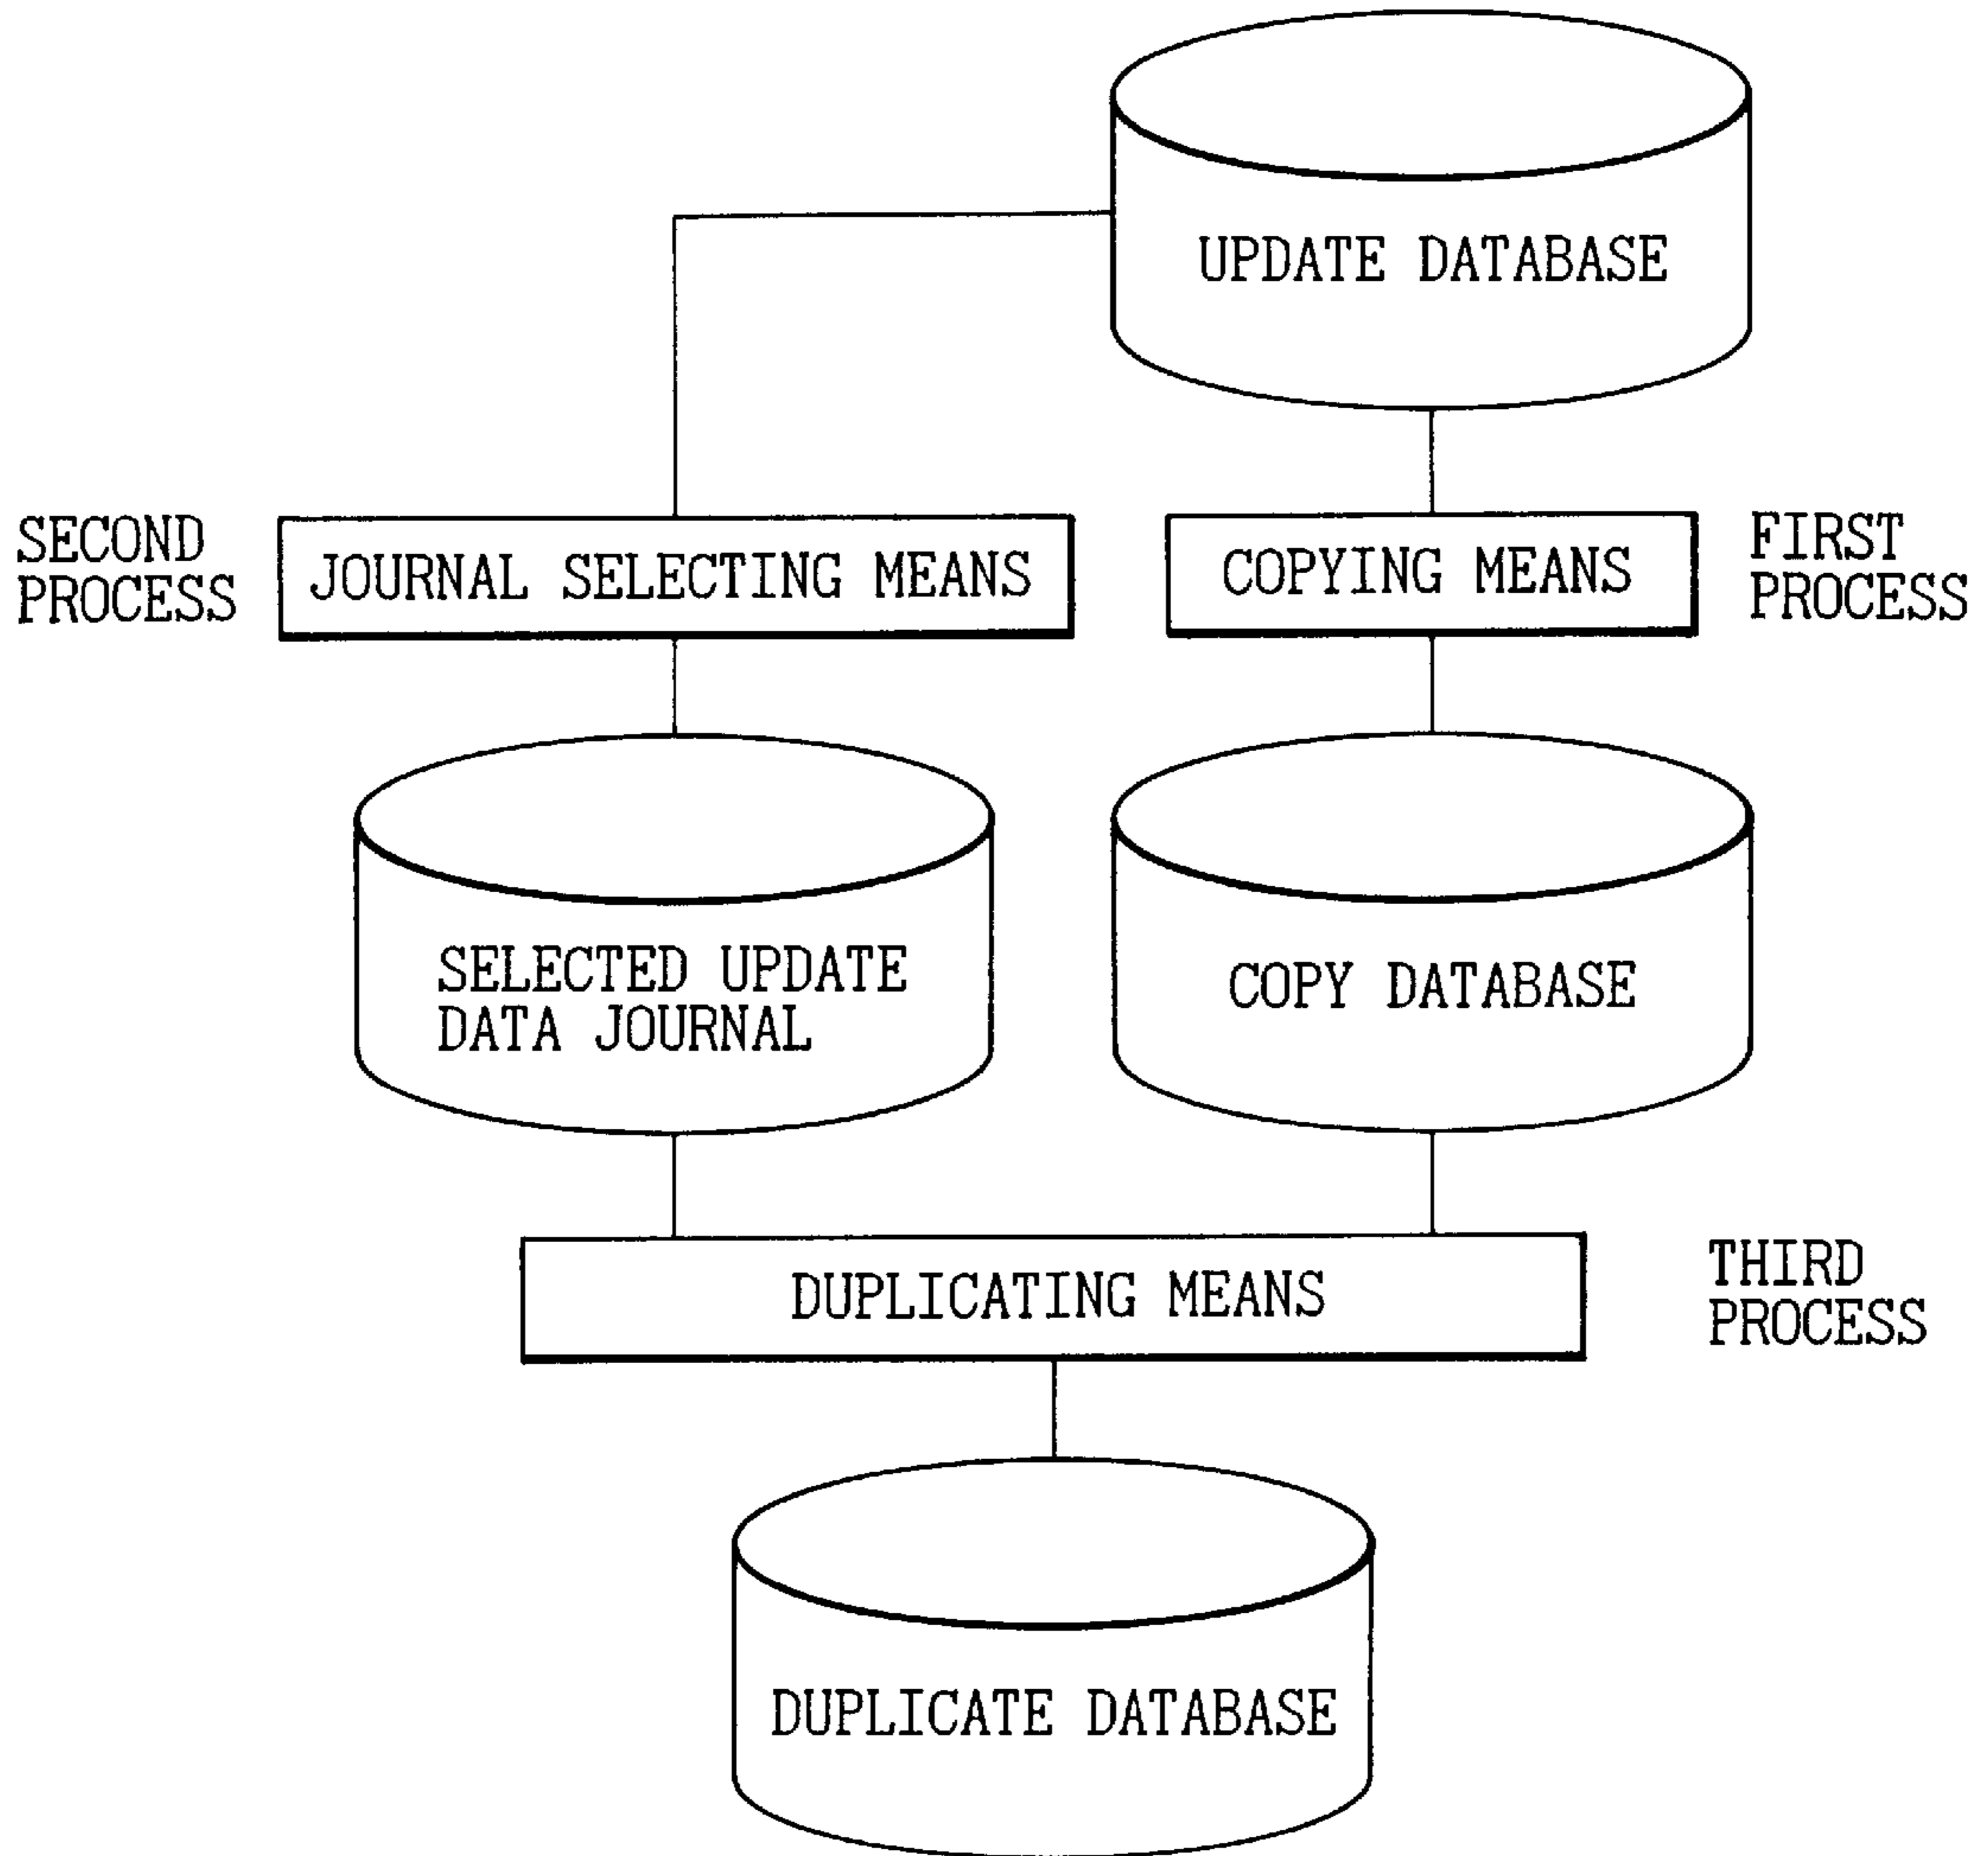 UPDATE DATABASE
SECOND
PROCESS
JOURNAL SELECTING MEANS
COPYING MEANS
FIRST
PROCESS
SELECTED UPDATE
DATA JOURNAL
COPY DATABASE
DUPLICATING MEANS
THIRD
PROCESS
DUPLICATE DATABASE